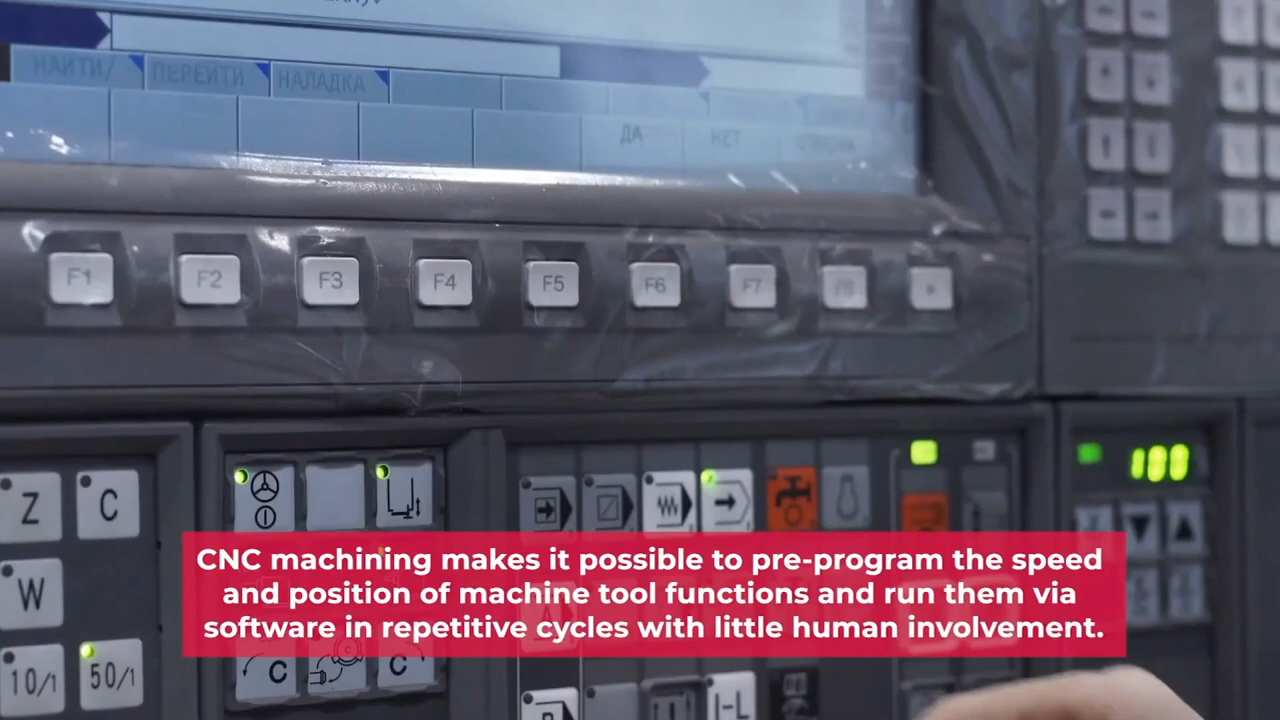 НАЙТИ/ ПЕРЕЙТИ НАЛАДКА
ДА НЕТ
F1 F2 F3 F4 F5 F6 F7 F8
100
Z C
W
10/1 50/1
C C
I-L
CNC machining makes it possible to pre-program the speed
and position of machine tool functions and run them via
software in repetitive cycles with little human involvement.